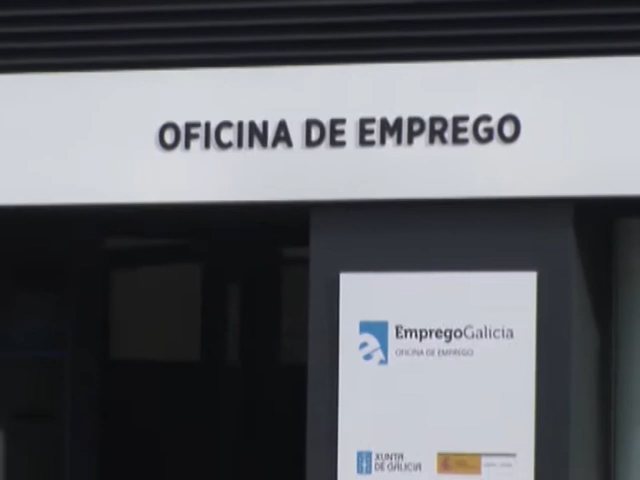 OFICINA DE EMPREGO
EmpregoGalicia
OFICINA DE EMPREGO
XUNTA
DE GALICIA